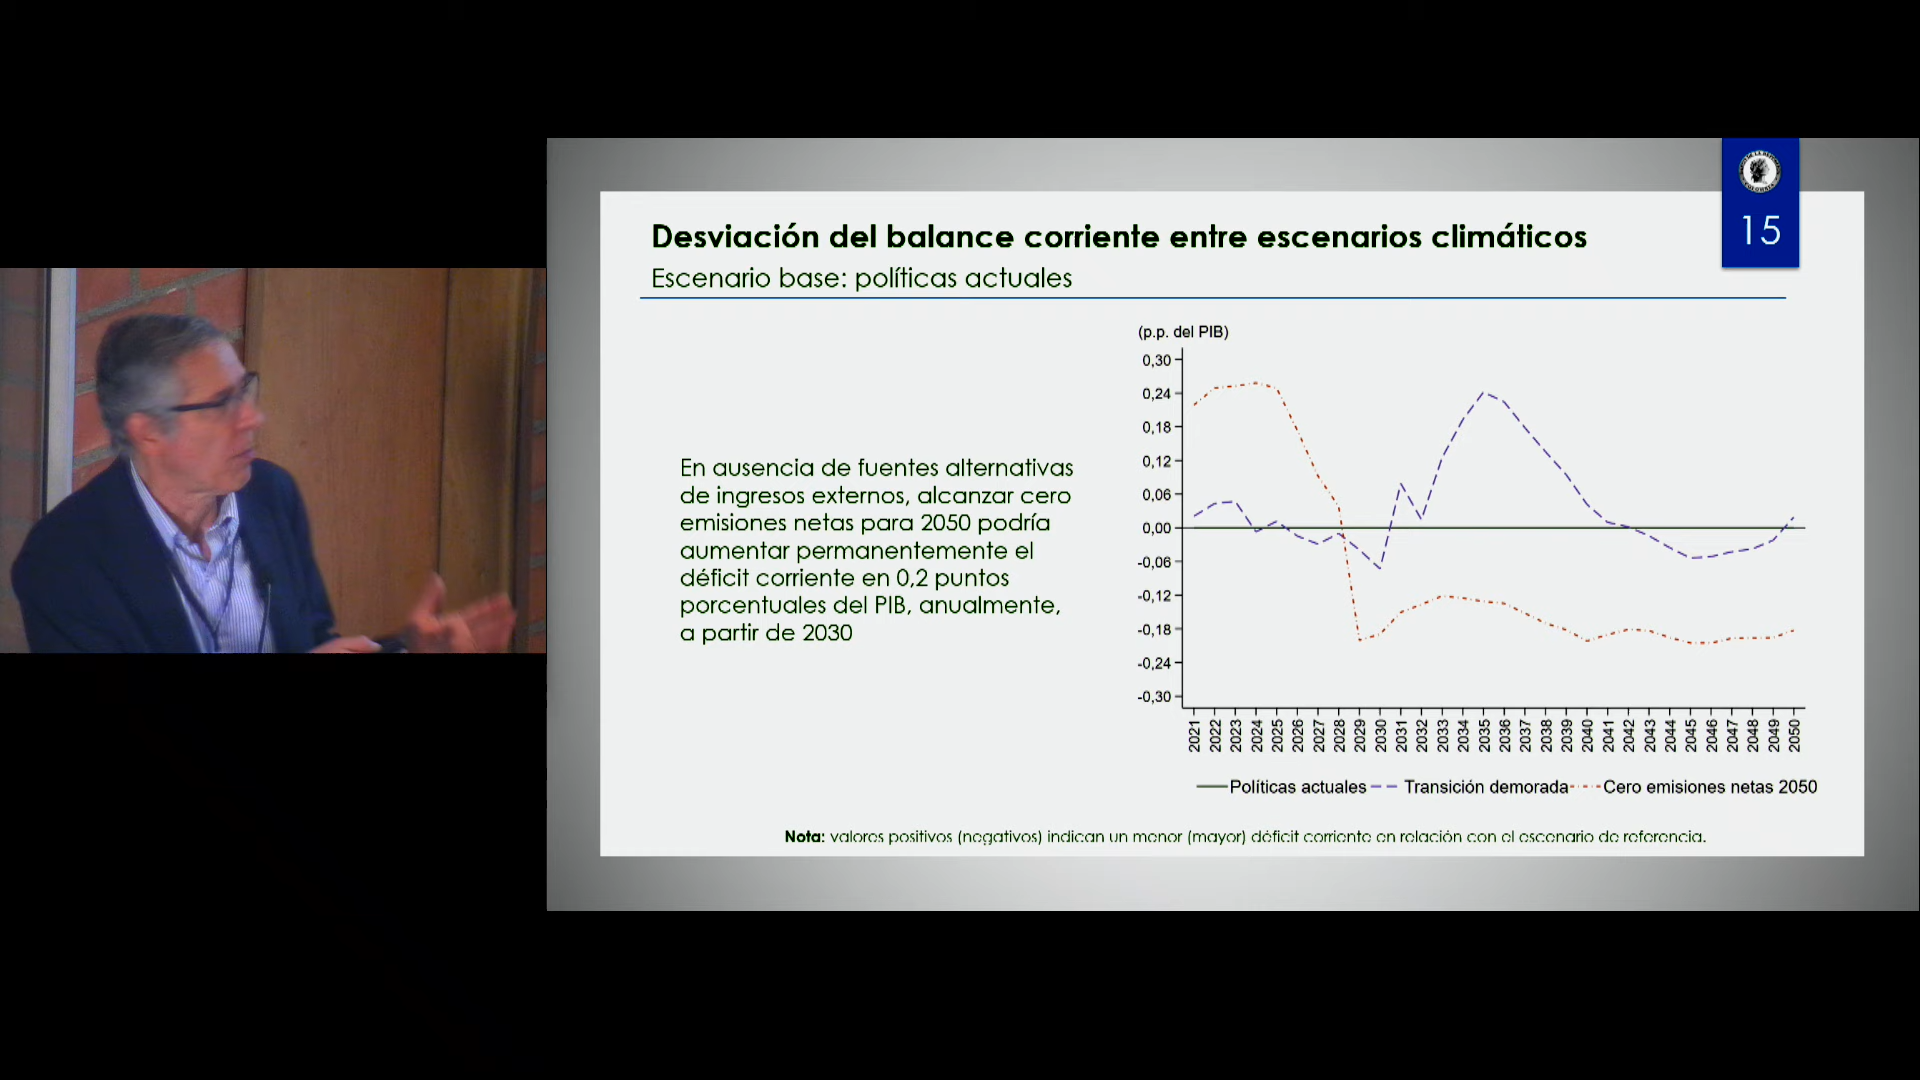 15
Desviación del balance corriente entre escenarios climáticos
Escenario base: políticas actuales
En ausencia de fuentes alternativas
de ingresos externos, alcanzar cero
emisiones netas para 2050 podría
aumentar permanentemente el
déficit corriente en 0,2 puntos
porcentuales del PIB, anualmente,
a partir de 2030
(p.p. del PIB)
0,30
0,24
0,18
0,12
0,06
0,00
-0,06
-0,12
-0,18
-0,24
-0,30
2021 2022 2023 2024 2025 2026 2027 2028 2029 2030 2031 2032 2033 2034 2035 2036 2037 2038 2039 2040 2041 2042 2043 2044 2045 2046 2047 2048 2049 2050
Políticas actuales Transición demorada Cero emisiones netas 2050
Nota: valores positivos (negativos) indican un menor (mayor) déficit corriente en relación con el escenario de referencia.